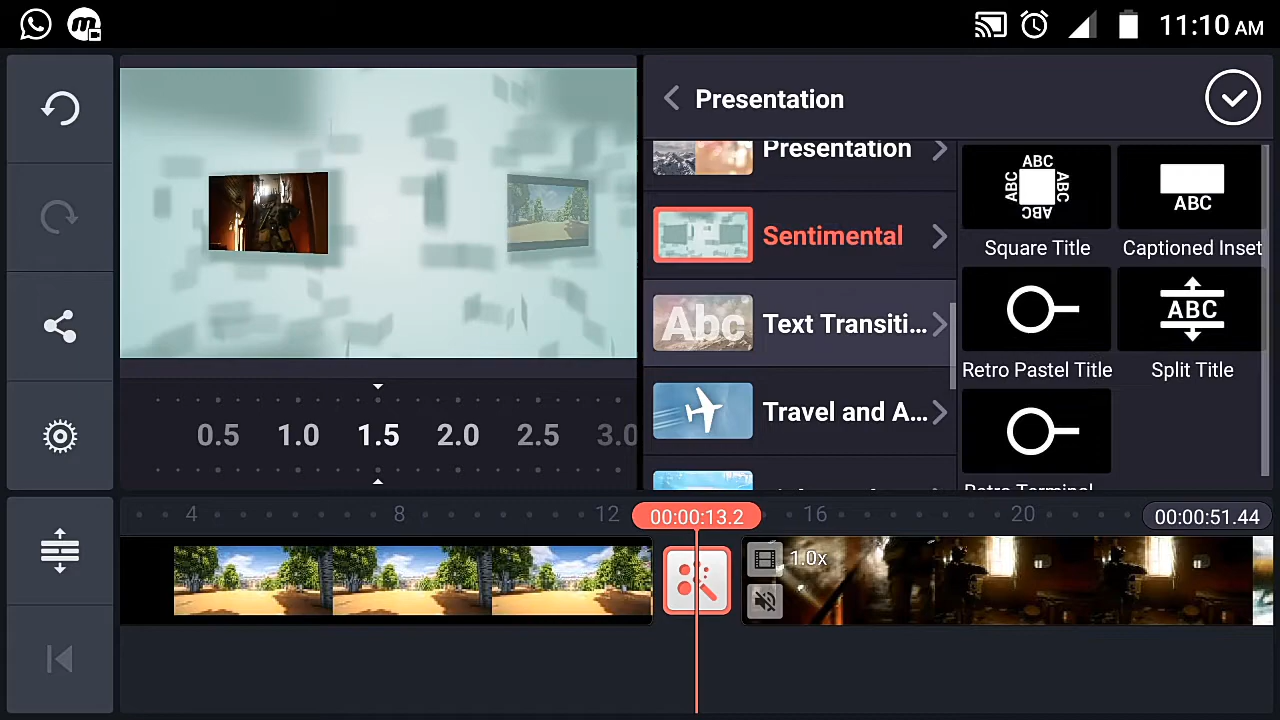 11:10 AM
Presentation
Presentation
Sentimental
Text Transiti...
Travel and A...
ABC
ABC
ABC
ABC
Square Title
ABC
Captioned Inset
Retro Pastel Title
ABC
Split Title
Retro Terminal
Abc
0.5 1.0 1.5 2.0 2.5 3.0
4 8 12 00:00:13.2 16 20 00:00:51.44
1.0x